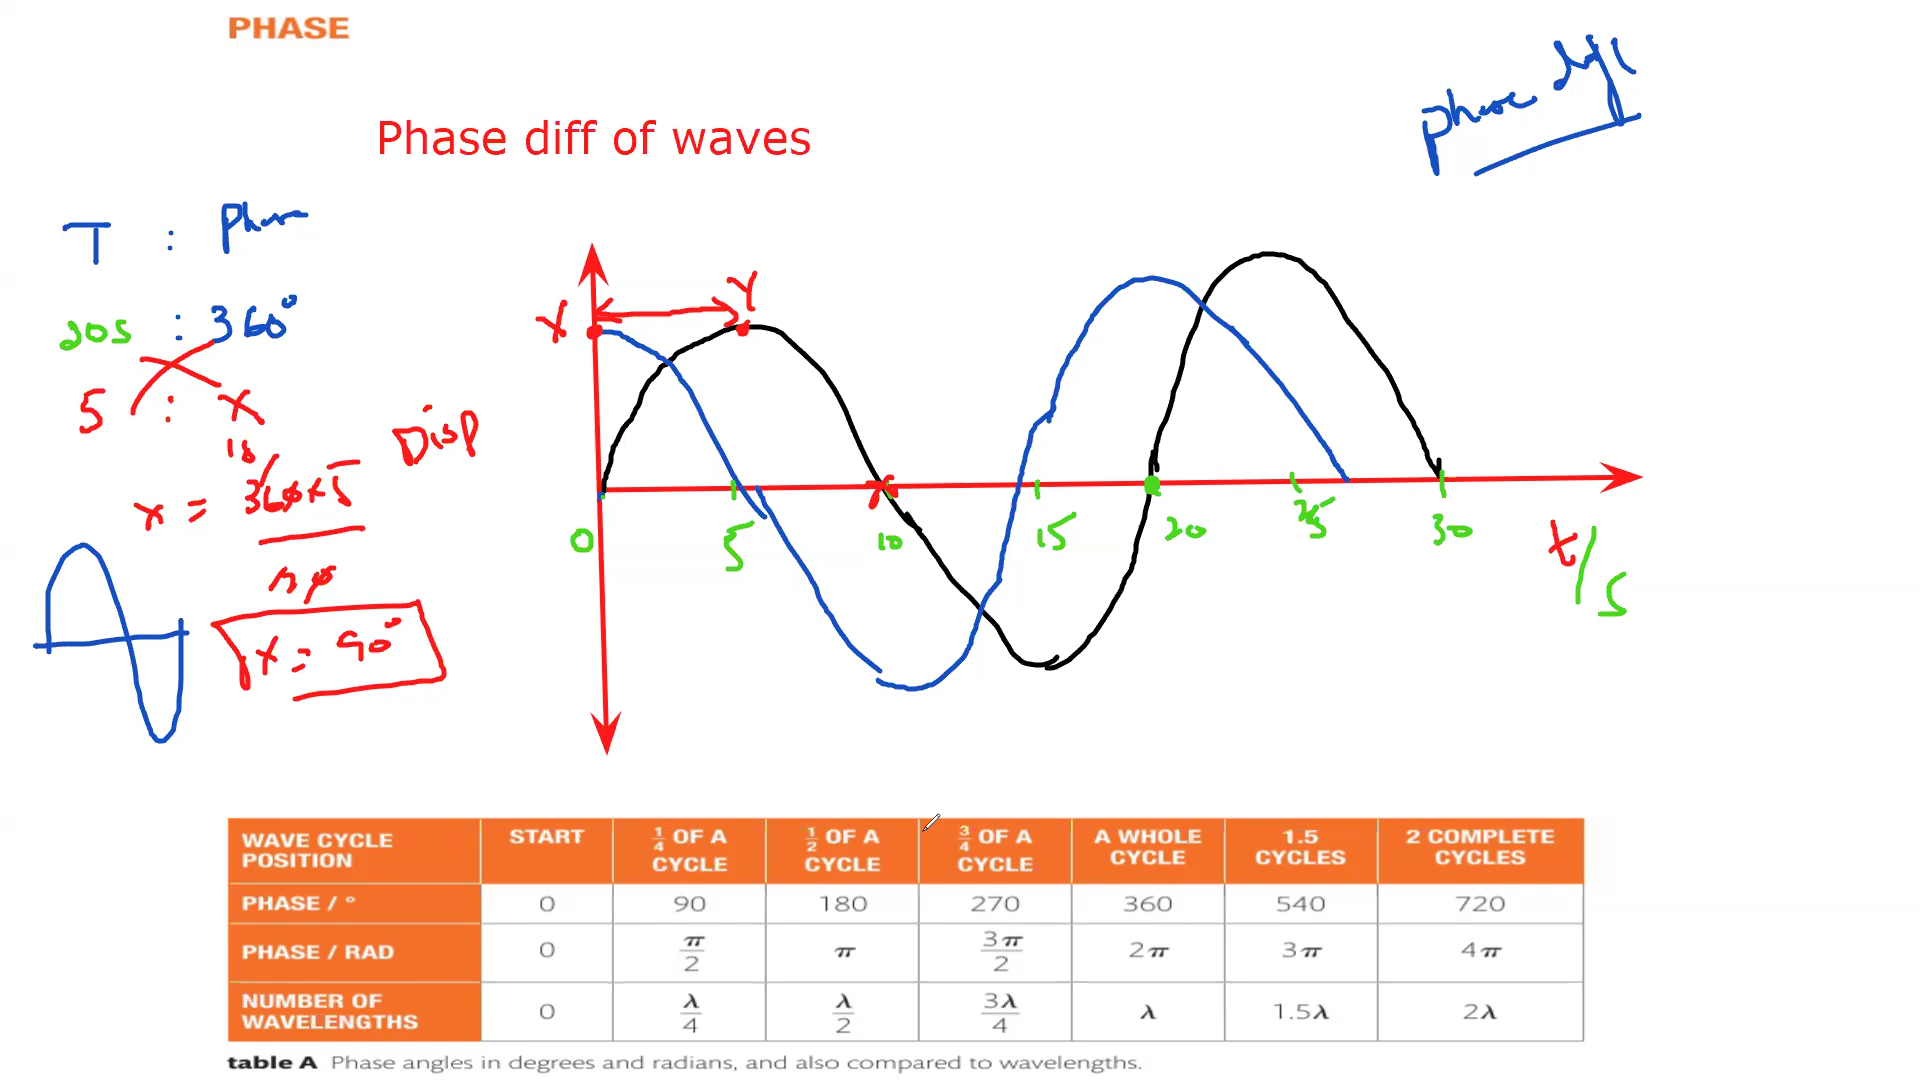 PHASE
Phase diff of waves
phase diff
T : Phase
20s : 360°
5 : x
18
x = 360 x 5
x = 90°
Disp
X
Y
0 5 10 15 20 25 30
t/s
WAVE CYCLE POSITION START 1/4 OF A CYCLE 1/2 OF A CYCLE 3/4 OF A CYCLE A WHOLE CYCLE 1.5 CYCLES 2 COMPLETE CYCLES
PHASE / ° 0 90 180 270 360 540 720
PHASE / RAD 0 π/2 π 3π/2 2π 3π 4π
NUMBER OF WAVELENGTHS 0 λ/4 λ/2 3λ/4 λ 1.5λ 2λ
table A Phase angles in degrees and radians, and also compared to wavelengths.